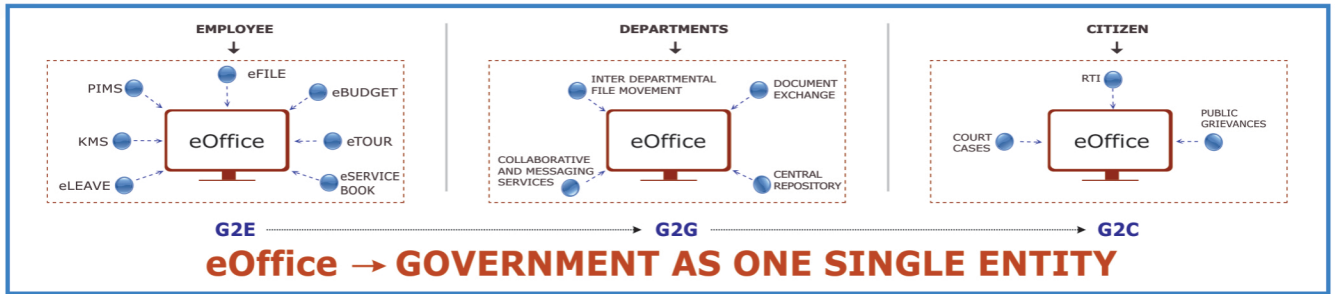 EMPLOYEE
PIMS
eFILE
eBUDGET
KMS
eOffice
eTOUR
eLEAVE
eSERVICE
BOOK
DEPARTMENTS
INTER DEPARTMENTAL
FILE MOVEMENT
DOCUMENT
EXCHANGE
eOffice
COLLABORATIVE
AND MESSAGING
SERVICES
CENTRAL
REPOSITORY
CITIZEN
RTI
PUBLIC
GRIEVANCES
COURT
CASES
eOffice
G2E
G2G
G2C
eOffice → GOVERNMENT AS ONE SINGLE ENTITY